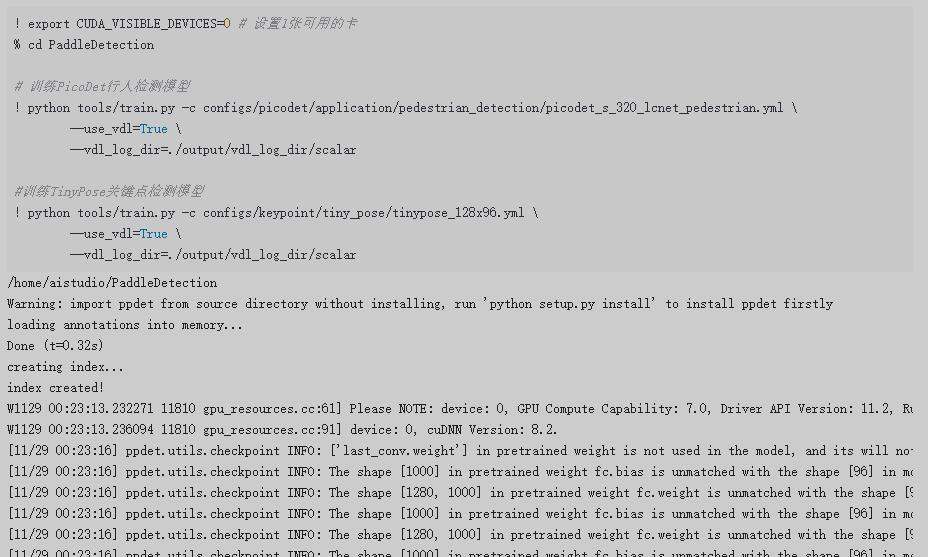 ! export CUDA_VISIBLE_DEVICES=0 # 设置1张可用的卡
% cd PaddleDetection
# 训练PicoDet行人检测模型
! python tools/train.py -c configs/picodet/application/pedestrian_detection/picodet_s_320_lcnet_pedestrian.yml \
--use_vdl=True \
--vdl_log_dir=./output/vdl_log_dir/scalar
#训练TinyPose关键点检测模型
! python tools/train.py -c configs/keypoint/tiny_pose/tinypose_128x96.yml \
--use_vdl=True \
--vdl_log_dir=./output/vdl_log_dir/scalar
/home/aistudio/PaddleDetection
Warning: import ppdet from source directory without installing, run 'python setup.py install' to install ppdet firstly
loading annotations into memory...
Done (t=0.32s)
creating index...
index created!
W1129 00:23:13.232271 11810 gpu_resources.cc:61] Please NOTE: device: 0, GPU Compute Capability: 7.0, Driver API Version: 11.2, Ru
W1129 00:23:13.236094 11810 gpu_resources.cc:91] device: 0, cuDNN Version: 8.2.
[11/29 00:23:16] ppdet.utils.checkpoint INFO: ['last_conv.weight'] in pretrained weight is not used in the model, and its will no
[11/29 00:23:16] ppdet.utils.checkpoint INFO: The shape [1000] in pretrained weight fc.bias is unmatched with the shape [96] in m
[11/29 00:23:16] ppdet.utils.checkpoint INFO: The shape [1280, 1000] in pretrained weight fc.weight is unmatched with the shape [9
[11/29 00:23:16] ppdet.utils.checkpoint INFO: The shape [1000] in pretrained weight fc.bias is unmatched with the shape [96] in m
[11/29 00:23:16] ppdet.utils.checkpoint INFO: The shape [1280, 1000] in pretrained weight fc.weight is unmatched with the shape [9
[11/29 00:23:16] ppdet.utils.checkpoint INFO: The shape [1000] in pretrained weight fc.bias is unmatched with the shape [96] in m